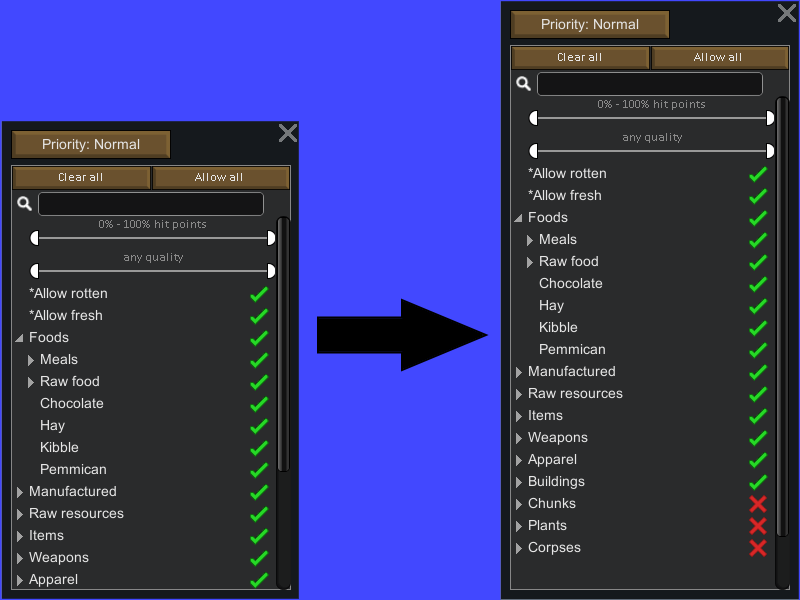 Priority: Normal
Clear all
Allow all
0% - 100% hit points
any quality
*Allow rotten
*Allow fresh
Foods
Meals
Raw food
Chocolate
Hay
Kibble
Pemmican
Manufactured
Raw resources
Items
Weapons
Apparel
Priority: Normal
Clear all
Allow all
0% - 100% hit points
any quality
*Allow rotten
*Allow fresh
Foods
Meals
Raw food
Chocolate
Hay
Kibble
Pemmican
Manufactured
Raw resources
Items
Weapons
Apparel
Buildings
Chunks
Plants
Corpses